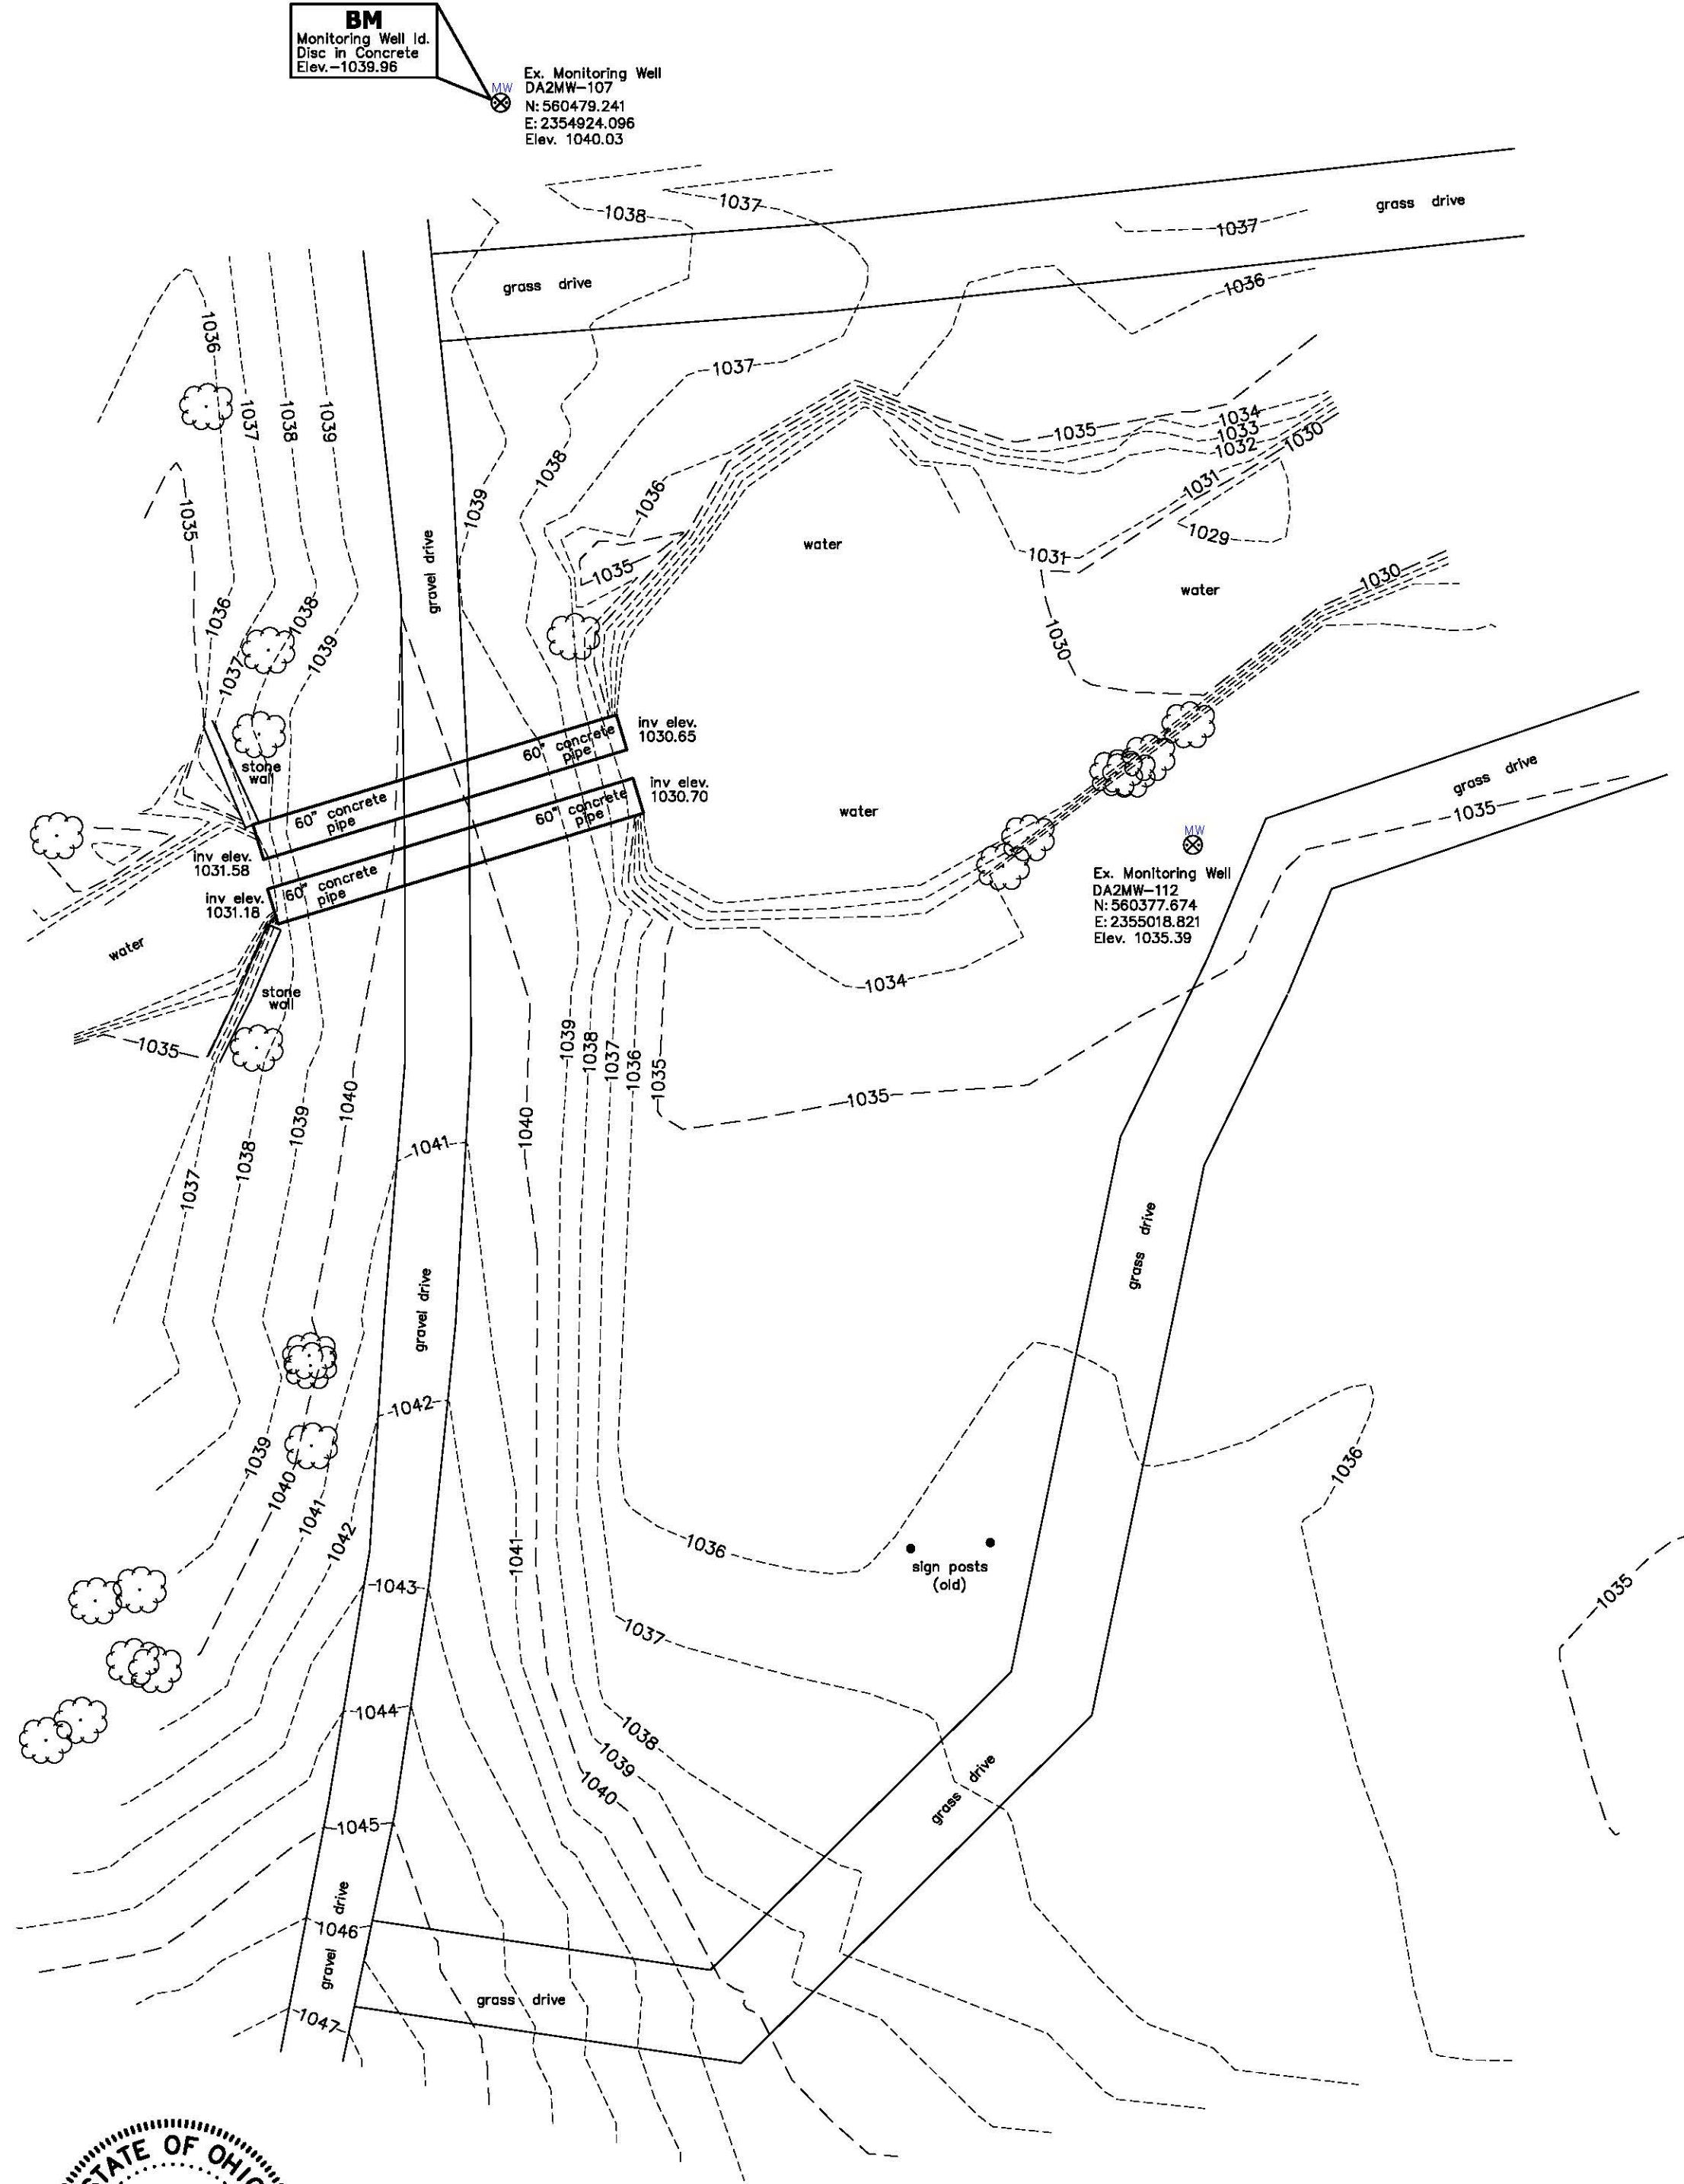 BM
Monitoring Well Id.
Disc in Concrete
Elev.-1039.96
MW
Ex. Monitoring Well
DA2MW-107
N: 560479.241
E: 2354924.096
Elev. 1040.03
1038
1037
1037
grass drive
grass drive
1036
1036
1037
1038
1039
1037
1035
1034
1033
1032
1030
1031
1029
1031
1038
1036
1039
1035
1035
gravel drive
water
water
1030
1030
1036
1038
1037
1039
inv elev.
1030.65
60" concrete
pipe
stone
wall
inv elev.
1030.70
60" concrete
pipe
60" concrete
pipe
grass drive
1035
water
MW
inv elev.
1031.58
60" concrete
pipe
inv elev.
1031.18
Ex. Monitoring Well
DA2MW-112
N: 560377.674
E: 2355018.821
Elev. 1035.39
water
stone
wall
1034
1035
1039
1038
1037
1036
1035
1035
1040
1039
1040
1041
1038
1037
grass drive
gravel drive
1042
1039
1040
1041
1042
1036
1041
1036
sign posts
(old)
1043
1035
1037
1044
1038
1039
1040
grass drive
1045
gravel drive
1046
grass drive
1047
STATE OF OHIO